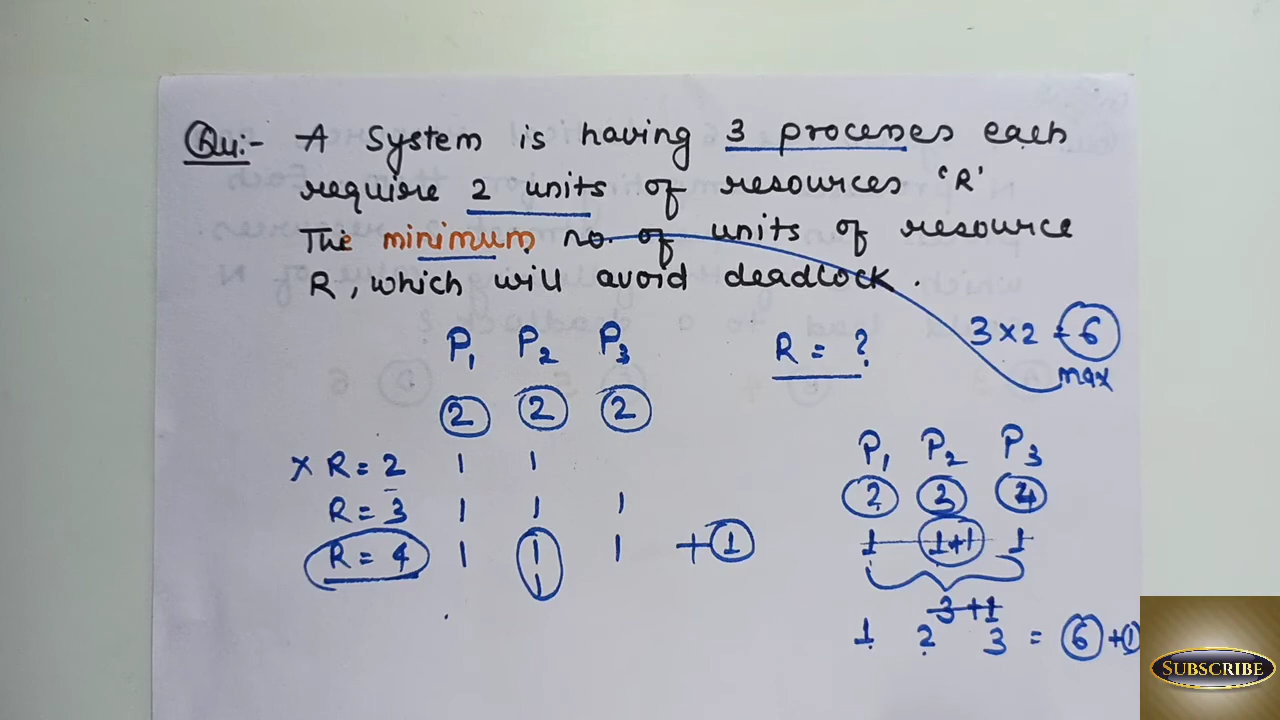 Qu:- A System is having 3 processes each
require 2 units of resources 'R'
The minimum no. of units of resource
R, which will avoid deadlock.
P1 P2 P3
R = ?
3 x 2 = 6
max
2 2 2
x R = 2 1 1
R = 3 1 1 1
R = 4 1 1 1 + 1
1
P1 P2 P3
2 3 4
1 1+1 1
3+1
1 2 3 = 6 + 1
SUBSCRIBE